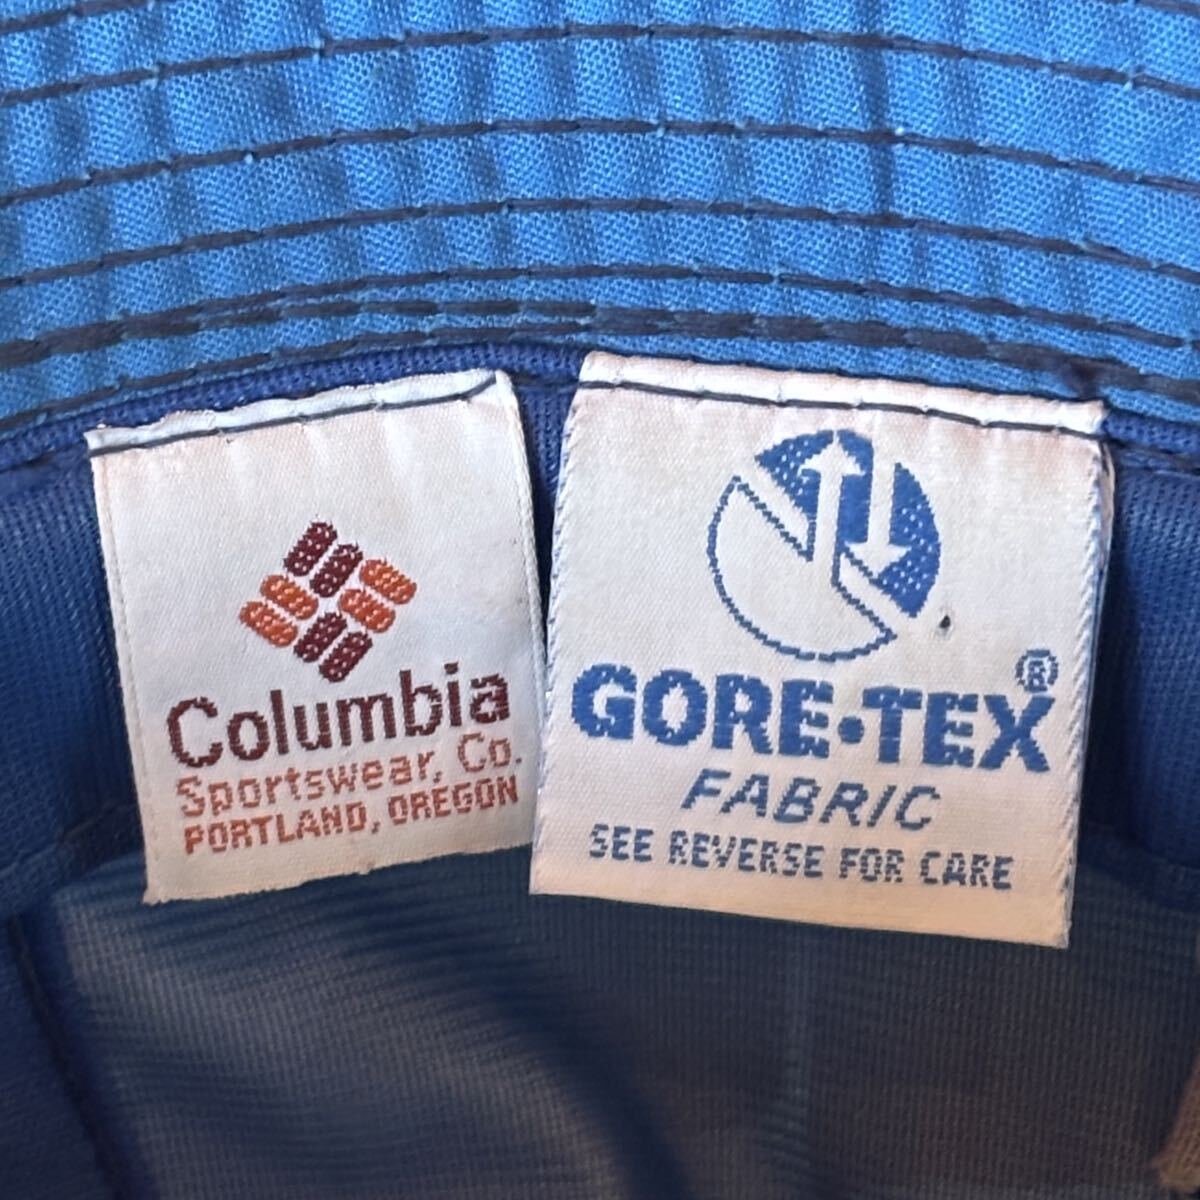 Columbia
Sportswear, Co.
PORTLAND, OREGON
GORE·TEX®
FABRIC
SEE REVERSE FOR CARE